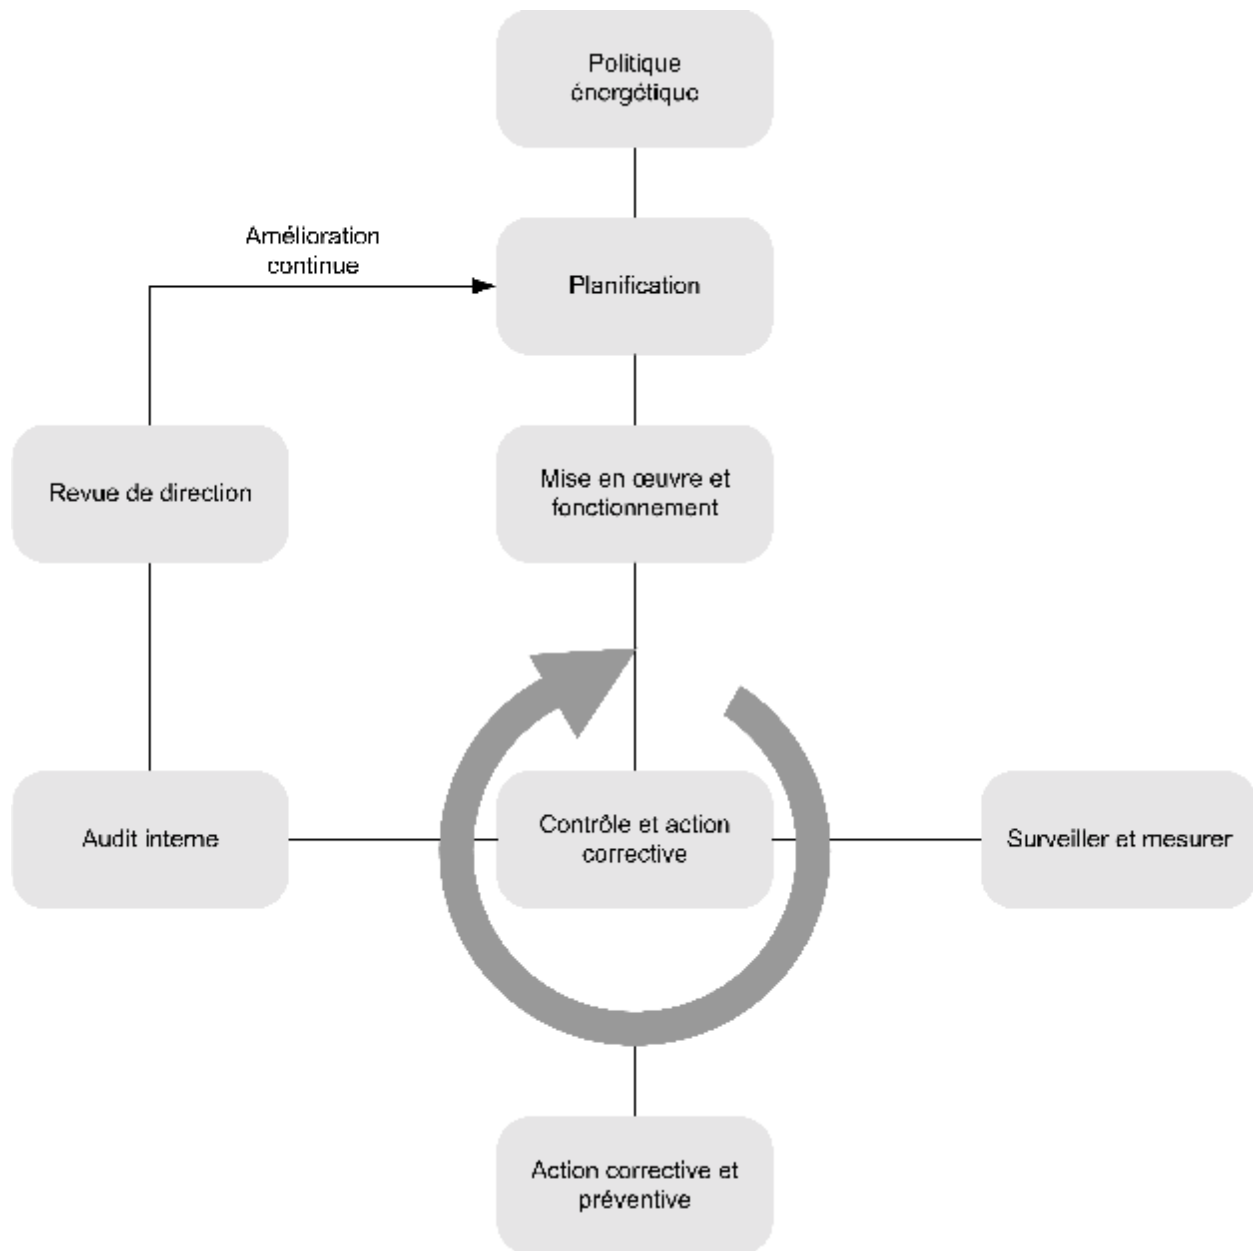 Politique
énergétique
Amélioration
continue
Planification
Revue de direction
Mise en œuvre et
fonctionnement
Audit interne
Contrôle et action
corrective
Surveiller et mesurer
Action corrective et
préventive